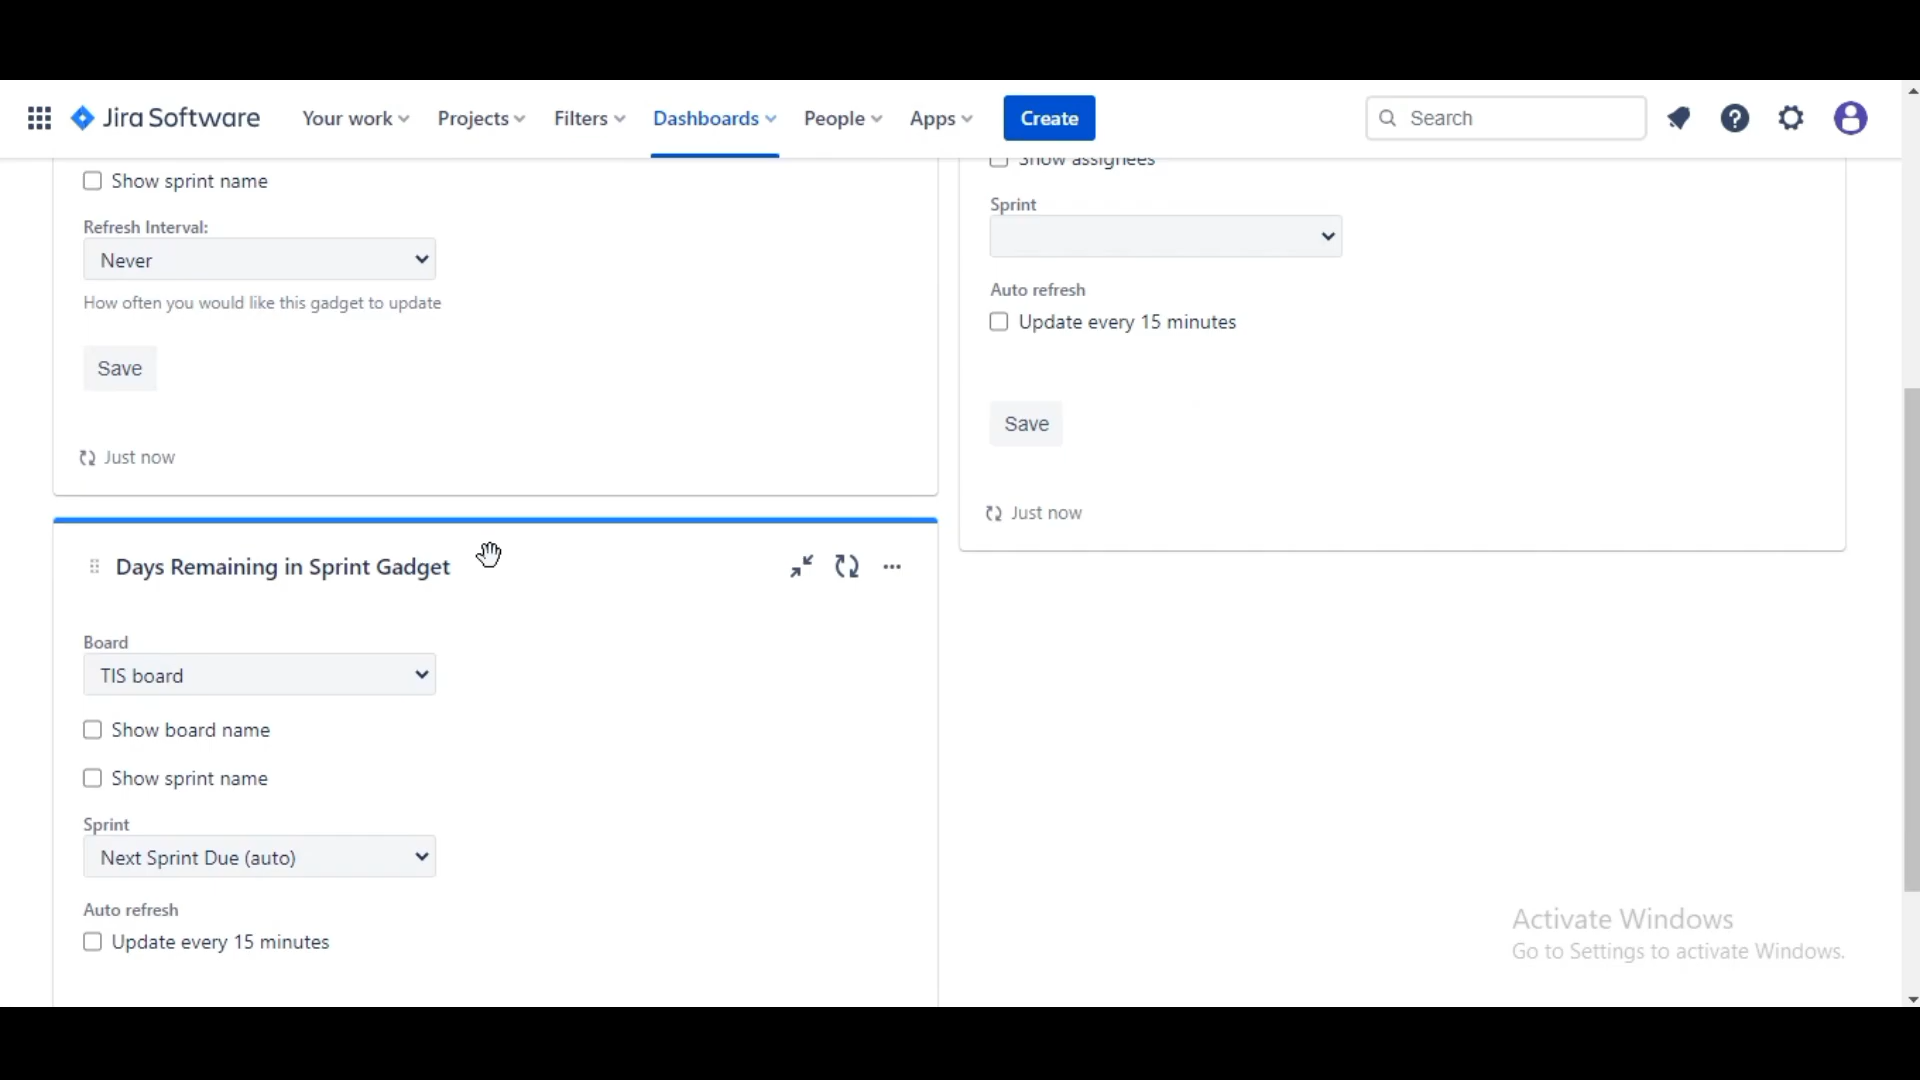 Jira Software Your work Projects Filters Dashboards People Apps Create Search
Show sprint name
Refresh Interval:
Never
How often you would like this gadget to update
Save
Just now
Show assignees
Sprint
Auto refresh
Update every 15 minutes
Save
Just now
Days Remaining in Sprint Gadget
Board
TIS board
Show board name
Show sprint name
Sprint
Next Sprint Due (auto)
Auto refresh
Update every 15 minutes
Activate Windows
Go to Settings to activate Windows.